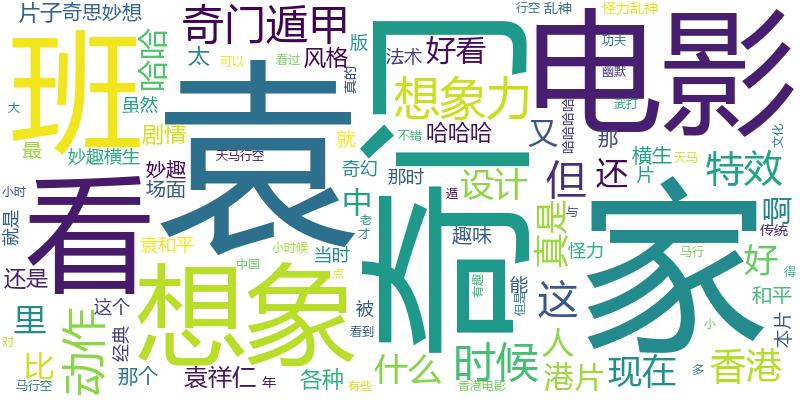 片子奇思妙想
奇门遁甲
行空
乱神
怪力乱神
班
哈哈
太
版
风格
看过
可以
法术
好看
电影
功夫
幽默
袁
真的
想象力
武打
大
虽然
剧情
就
不错
哈哈哈
哈哈哈哈
又
那
文化
最
妙趣横生
天马行空
妙趣
场面
奇幻
那时
遁
设计
但
还
横生
片
天马
特效
小时
看
中
老
才
与
啊
就是
袁和平
小时候
当时
趣味
有趣
真是
怪力
家
传统
还是
中国
点
能
但是
马行
好
得
奇
门
想象
里
这个
被
看到
这
和平
对
动作
经典
本片
小
比
那个
袁祥仁
年
各种
有些
什么
时候
香港电影
人
港片
现在
多
香港
马行空